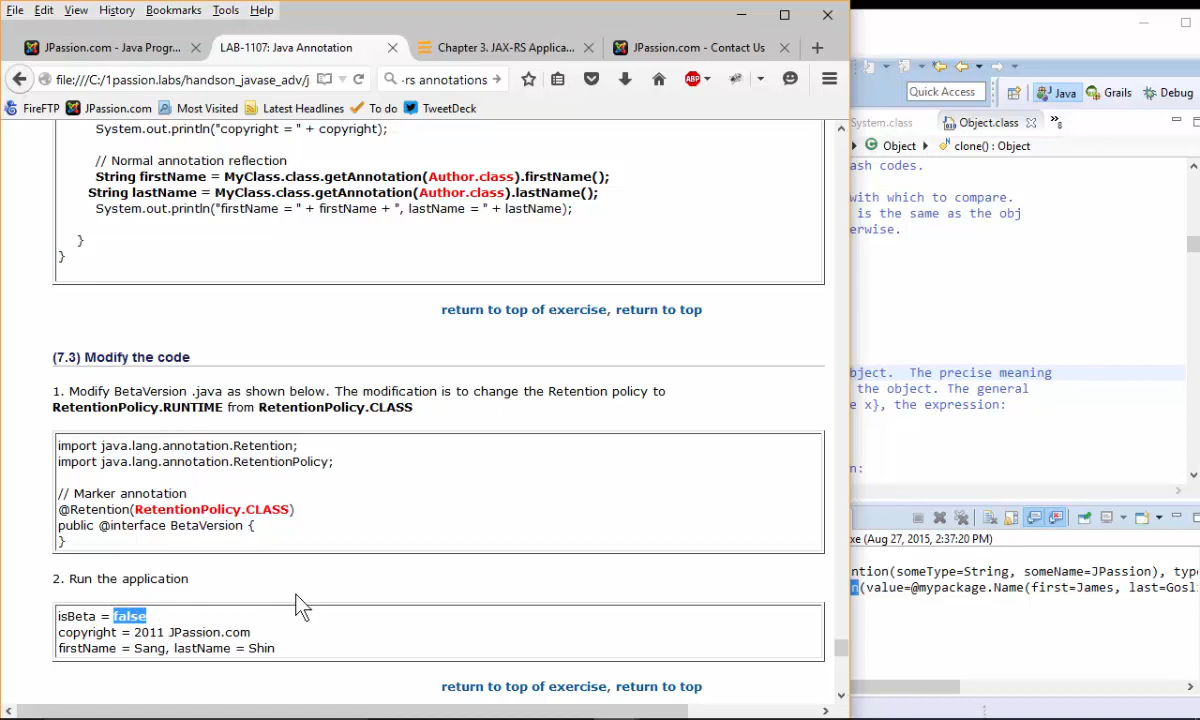 File Edit View History Bookmarks Tools Help
JPassion.com - Java Progr...
LAB-1107: Java Annotation
Chapter 3. JAX-RS Applica...
JPassion.com - Contact Us
file:///C:/1passion.labs/handson_javase_adv/j
-rs annotations
ABP
FireFTP JPassion.com Most Visited Latest Headlines To do TweetDeck
System.out.println("copyright = " + copyright);
// Normal annotation reflection
String firstName = MyClass.class.getAnnotation(Author.class).firstName();
String lastName = MyClass.class.getAnnotation(Author.class).lastName();
System.out.println("firstName = " + firstName + ", lastName = " + lastName);
}
}
return to top of exercise, return to top
(7.3) Modify the code
1. Modify BetaVersion .java as shown below. The modification is to change the Retention policy to
RetentionPolicy.RUNTIME from RetentionPolicy.CLASS
import java.lang.annotation.Retention;
import java.lang.annotation.RetentionPolicy;
// Marker annotation
@Retention(RetentionPolicy.CLASS)
public @interface BetaVersion {
}
2. Run the application
isBeta = false
copyright = 2011 JPassion.com
firstName = Sang, lastName = Shin
return to top of exercise, return to top
Quick Access
Java Grails Debug
System.class
Object.class
Object clone() : Object
ash codes.
with which to compare.
is the same as the obj
erwise.
bject. The precise meaning
the object. The general
e x}, the expression:
n:
xe (Aug 27, 2015, 2:37:20 PM)
ntion(someType=String, someName=JPassion), typ
n(value=@mypackage.Name(first=James, last=Gosl